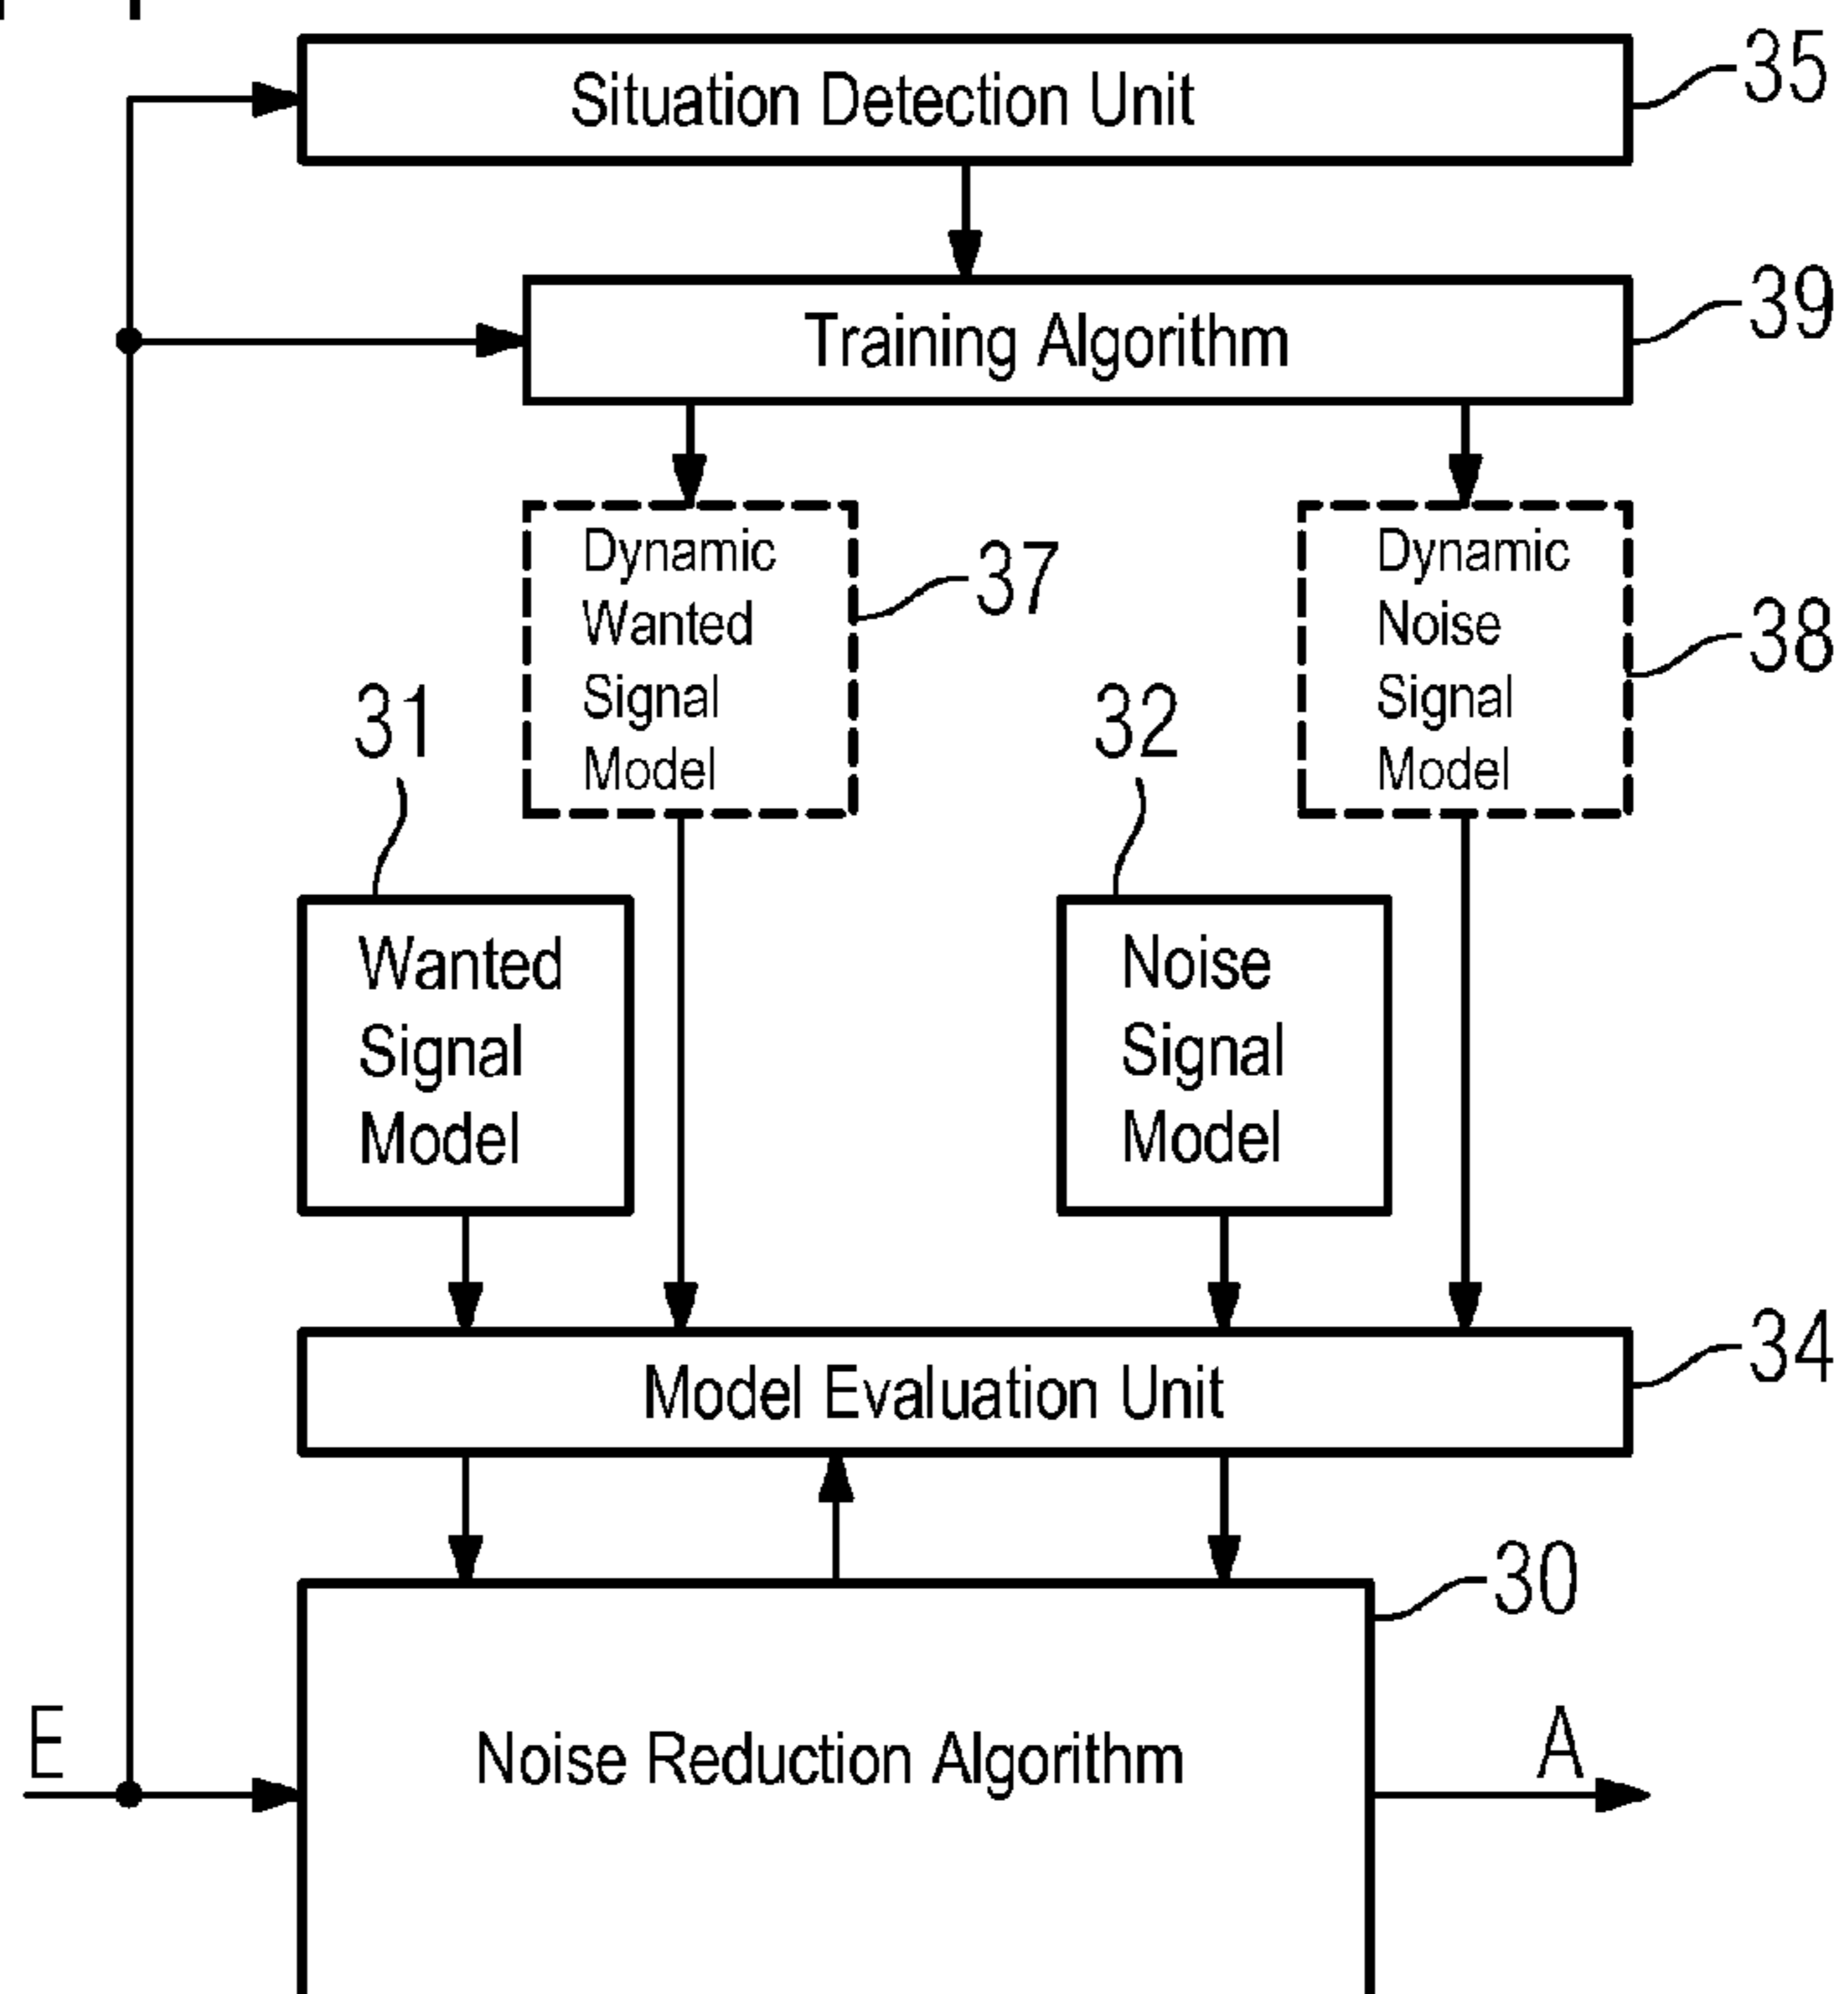 Situation Detection Unit
35
Training Algorithm
39
Dynamic
Wanted
Signal
Model
37
Dynamic
Noise
Signal
Model
38
31
Wanted
Signal
Model
32
Noise
Signal
Model
Model Evaluation Unit
34
30
E
Noise Reduction Algorithm
A